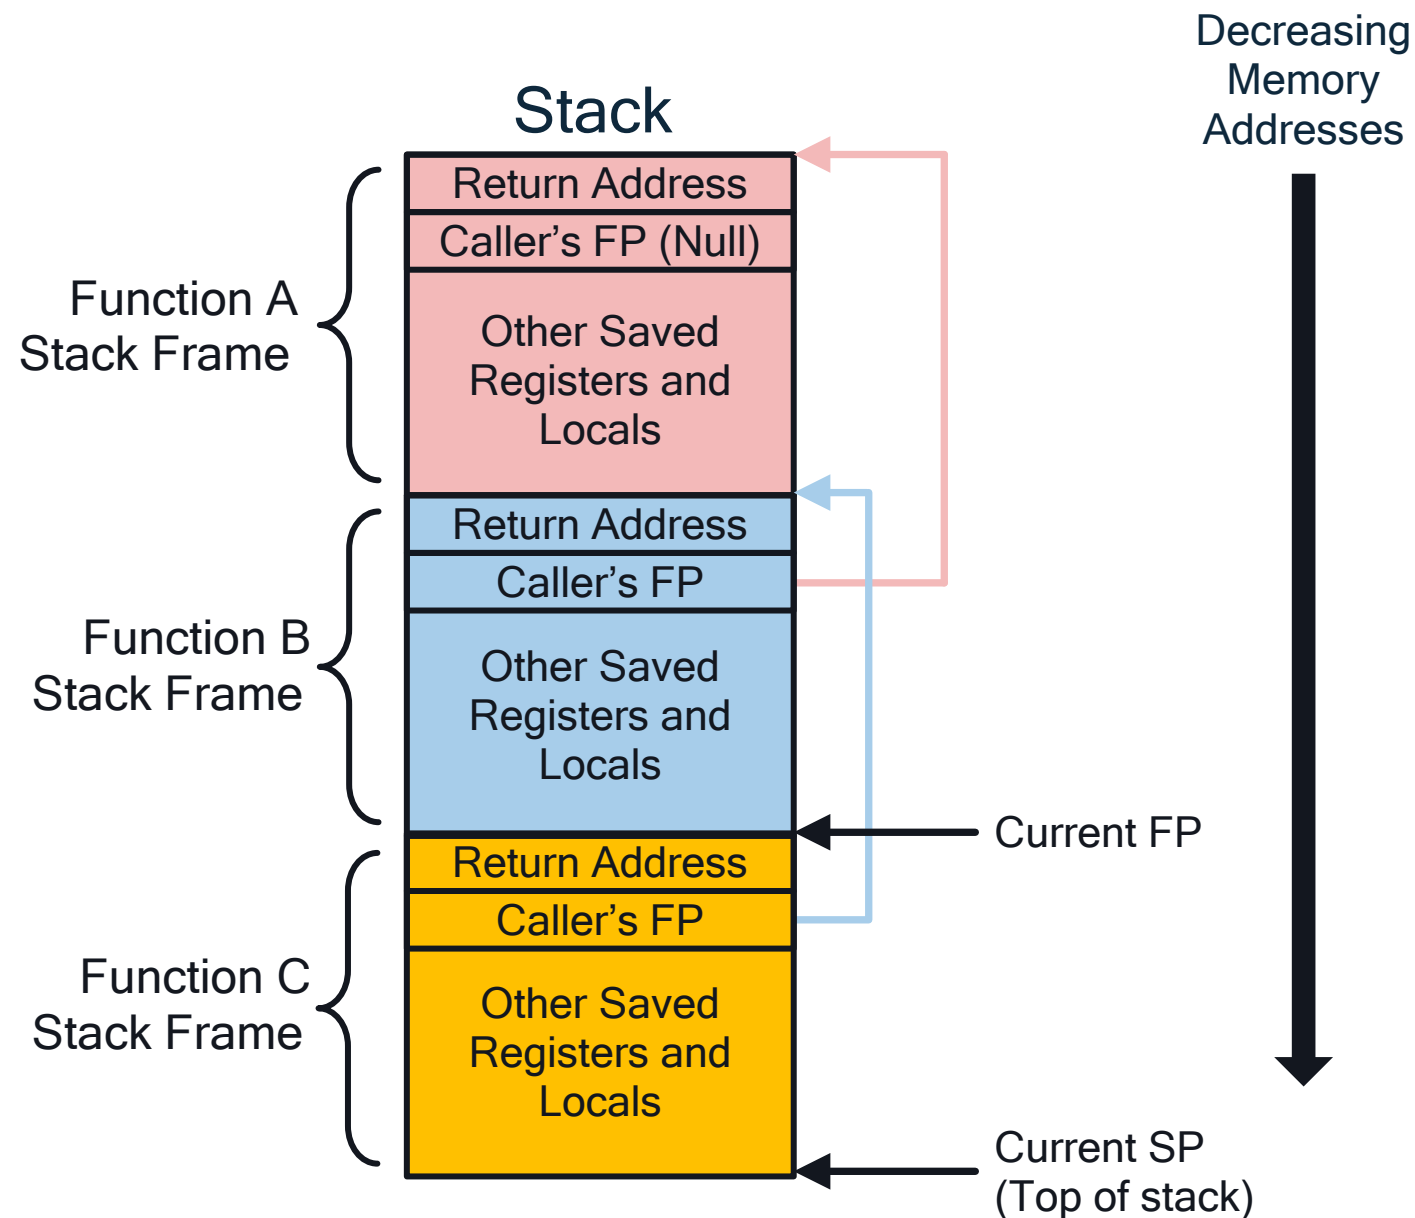 Decreasing
Memory
Addresses
Stack
Function A
Stack Frame
Return Address
Caller’s FP (Null)
Other Saved
Registers and
Locals
Function B
Stack Frame
Return Address
Caller’s FP
Other Saved
Registers and
Locals
Current FP
Function C
Stack Frame
Return Address
Caller’s FP
Other Saved
Registers and
Locals
Current SP
(Top of stack)